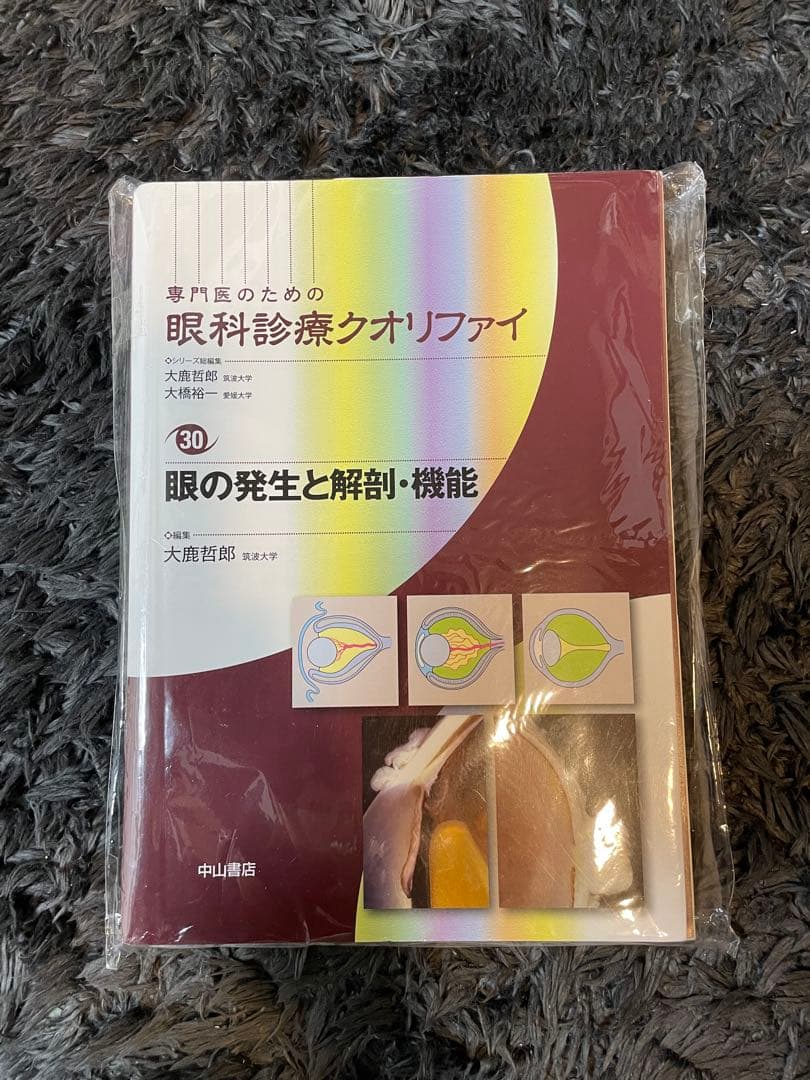 専門医のための
眼科診療クオリファイ
❖シリーズ総編集
大鹿哲郎 筑波大学
大橋裕一 愛媛大学
30
眼の発生と解剖・機能
❖編集
大鹿哲郎 筑波大学
中山書店